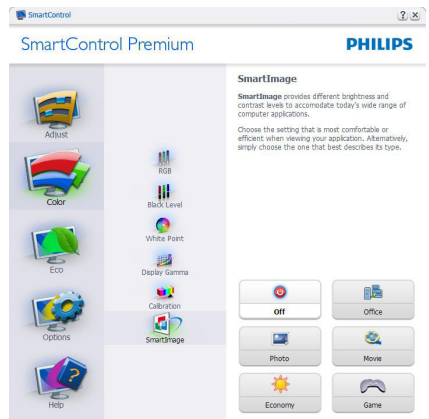 SmartControl
? ×
SmartControl Premium
PHILIPS
Adjust
Color
Eco
Options
Help
RGB
Black Level
White Point
Display Gamma
Calibration
SmartImage
SmartImage
SmartImage provides different brightness and
contrast levels to accomodate today's wide range of
computer applications.
Choose the setting that is most comfortable or
efficient when viewing your application. Alternatively,
simply choose the one that best describes its type.
Off
Office
Photo
Movie
Economy
Game